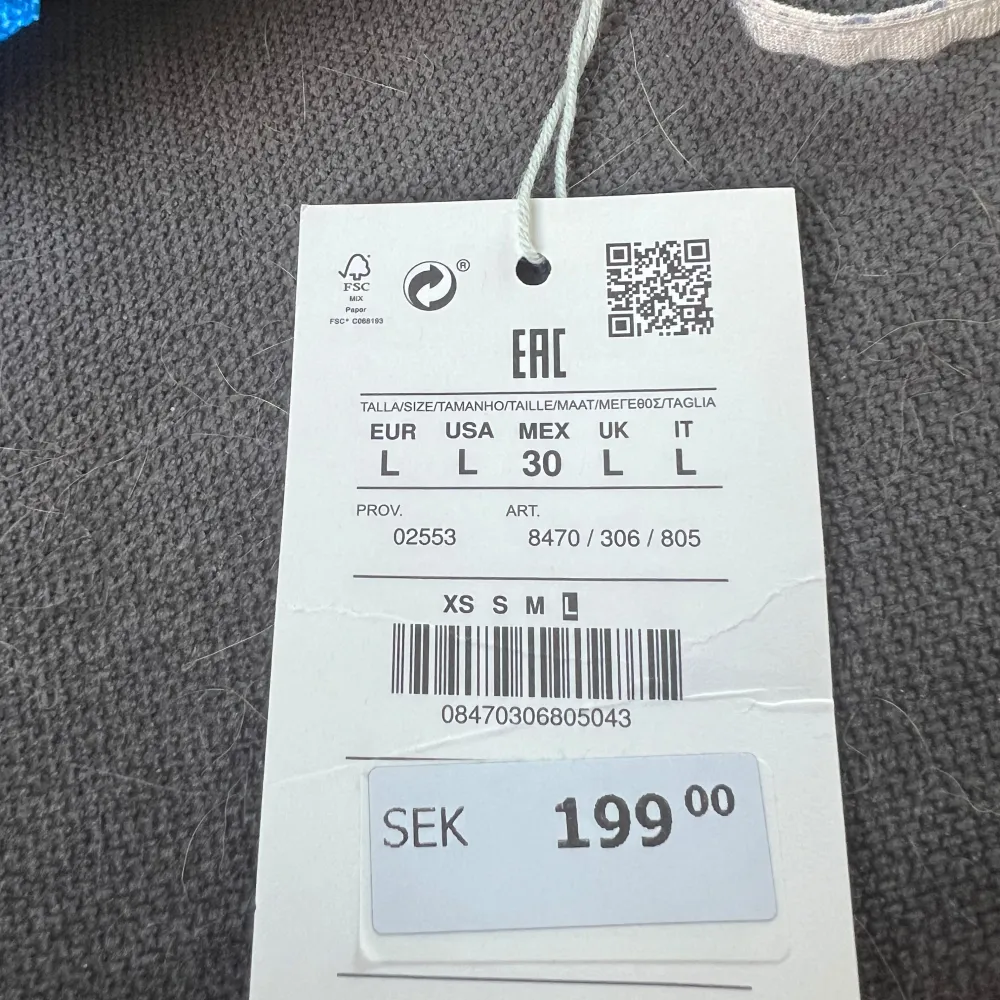 FSC
MIX
Paper
FSC® C068193
®
EAC
TALLA/SIZE/TAMANHO/TAILLE/MAAT/ΜΕΓΕΘΟΣ/TAGLIA
EUR USA MEX UK IT
L L 30 L L
PROV. ART.
02553 8470 / 306 / 805
XS S M L
08470306805043
SEK 199 00